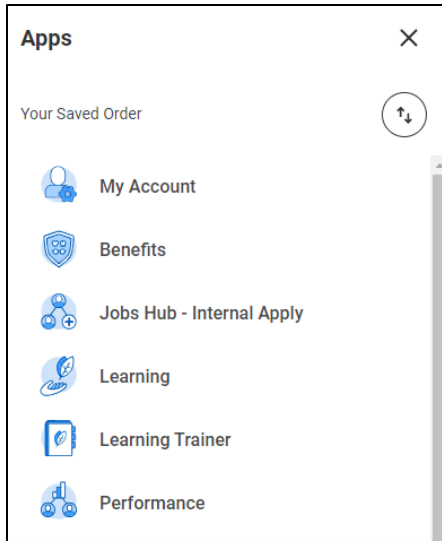 Apps
Your Saved Order
My Account
Benefits
Jobs Hub - Internal Apply
Learning
Learning Trainer
Performance